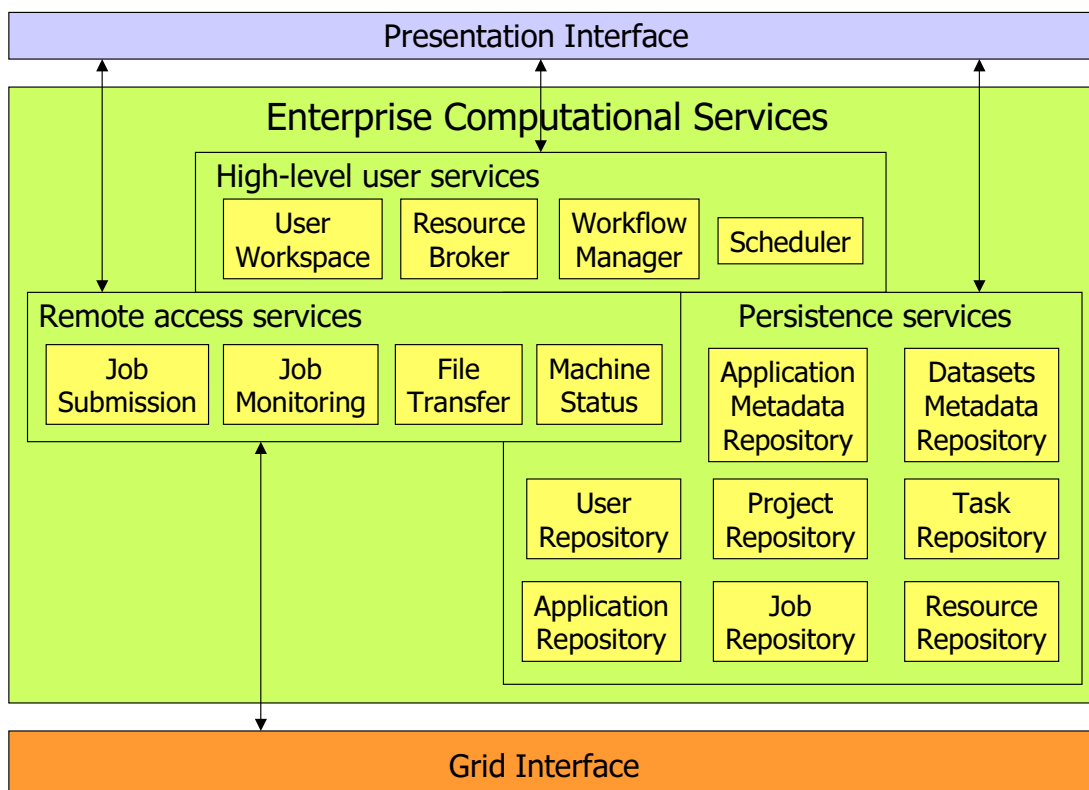 Presentation Interface
Enterprise Computational Services
High-level user services
User
Workspace
Resource
Broker
Workflow
Manager
Scheduler
Remote access services
Job
Submission
Job
Monitoring
File
Transfer
Machine
Status
Persistence services
Application
Metadata
Repository
Datasets
Metadata
Repository
User
Repository
Project
Repository
Task
Repository
Application
Repository
Job
Repository
Resource
Repository
Grid Interface